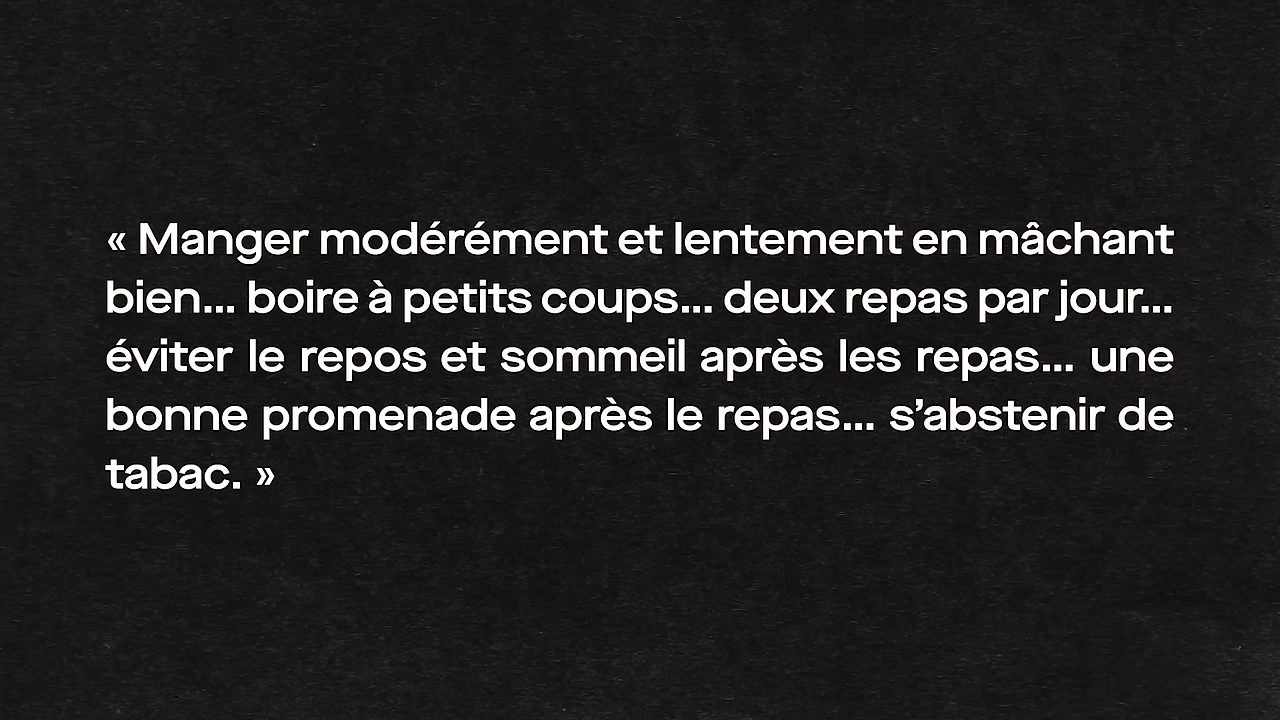 « Manger modérément et lentement en mâchant
bien... boire à petits coups... deux repas par jour...
éviter le repos et sommeil après les repas... une
bonne promenade après le repas... s’abstenir de
tabac. »